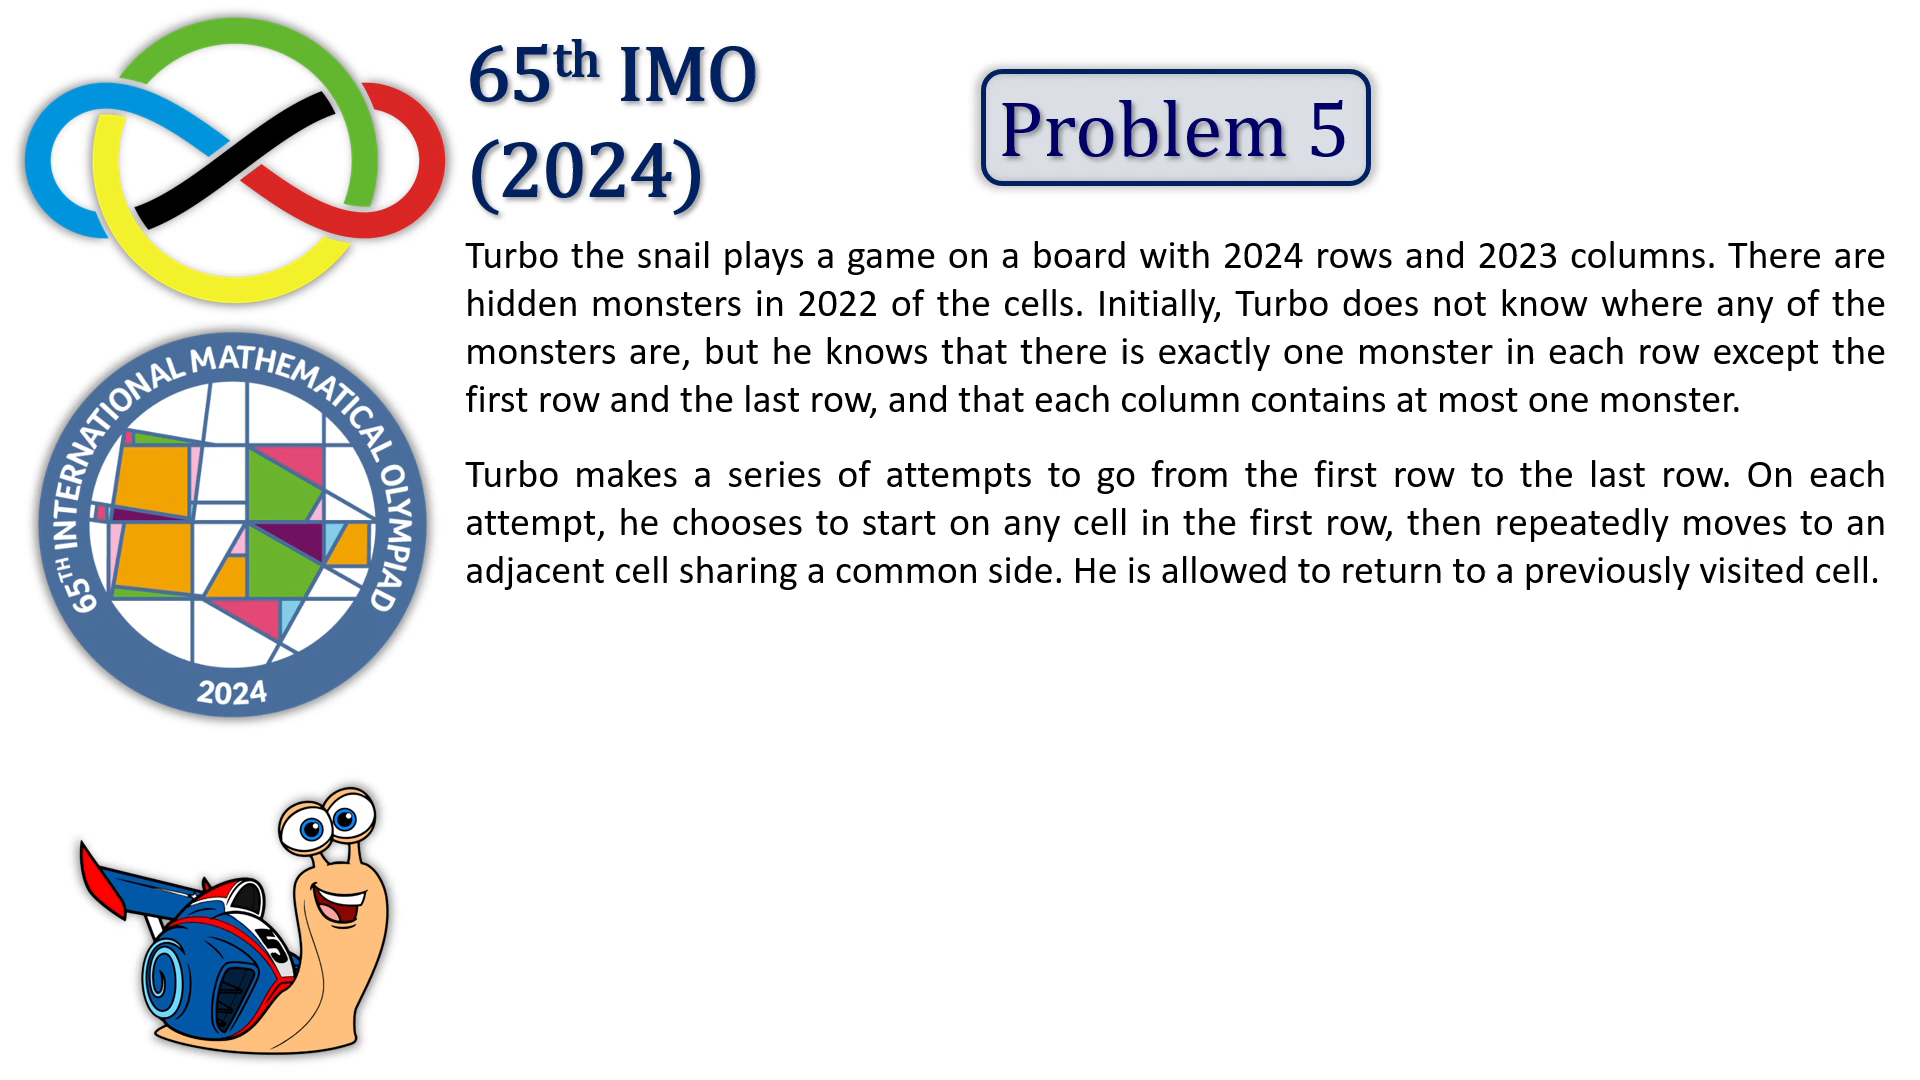 65th IMO
(2024)
Problem 5
Turbo the snail plays a game on a board with 2024 rows and 2023 columns. There are
hidden monsters in 2022 of the cells. Initially, Turbo does not know where any of the
monsters are, but he knows that there is exactly one monster in each row except the
first row and the last row, and that each column contains at most one monster.
Turbo makes a series of attempts to go from the first row to the last row. On each
attempt, he chooses to start on any cell in the first row, then repeatedly moves to an
adjacent cell sharing a common side. He is allowed to return to a previously visited cell.
65TH INTERNATIONAL MATHEMATICAL OLYMPIAD
2024
5